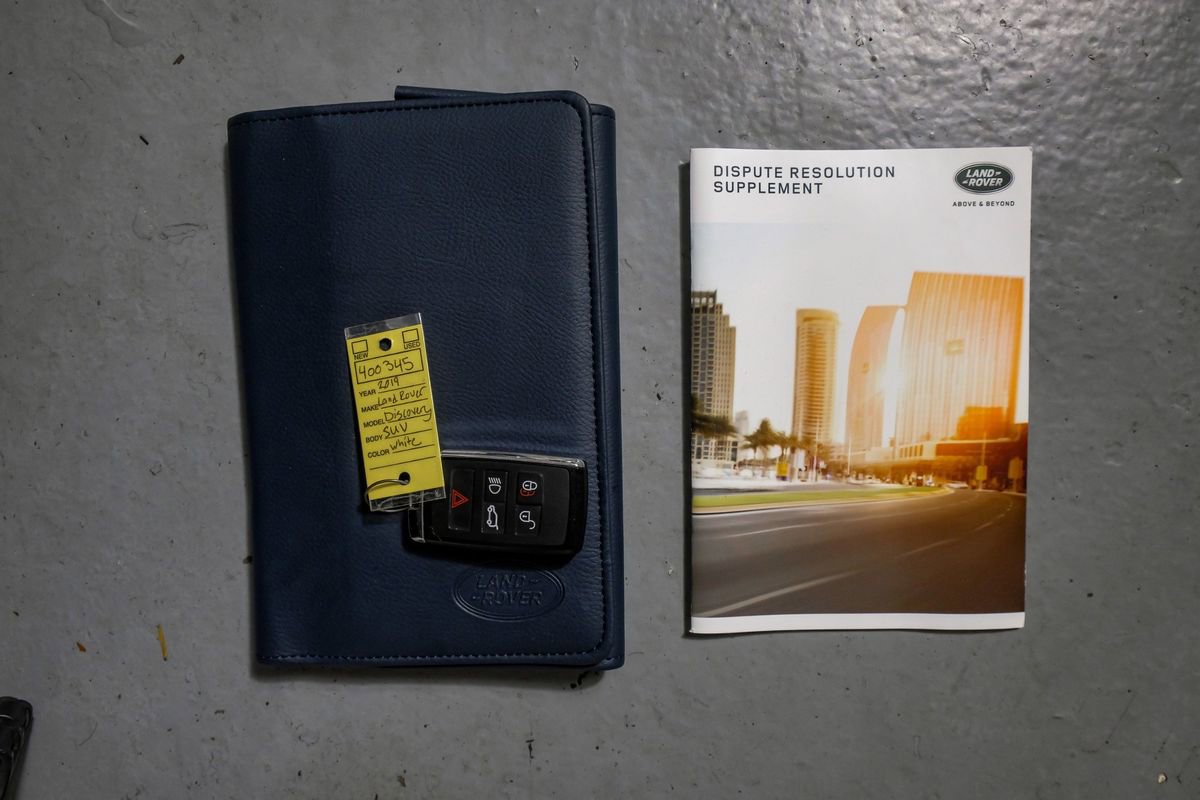 NEW USED
400345
YEAR 2019
MAKE Land Rover
MODEL Discovery
BODY SUV
COLOR white
LAND
ROVER
DISPUTE RESOLUTION
SUPPLEMENT
LAND
ROVER
ABOVE & BEYOND